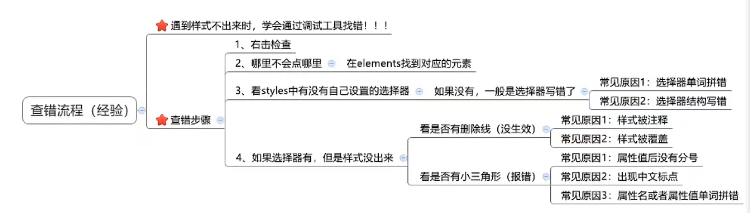 查错流程（经验）
遇到样式不出来时，学会通过调试工具找错！！！
查错步骤
1、右击检查
2、哪里不会点哪里
在elements找到对应的元素
3、看styles中有没有自己设置的选择器
如果没有，一般是选择器写错了
常见原因1：选择器单词拼错
常见原因2：选择器结构写错
4、如果选择器有，但是样式没出来
看是否有删除线（没生效）
常见原因1：样式被注释
常见原因2：样式被覆盖
看是否有小三角形（报错）
常见原因1：属性值后没有分号
常见原因2：出现中文标点
常见原因3：属性名或者属性值单词拼错